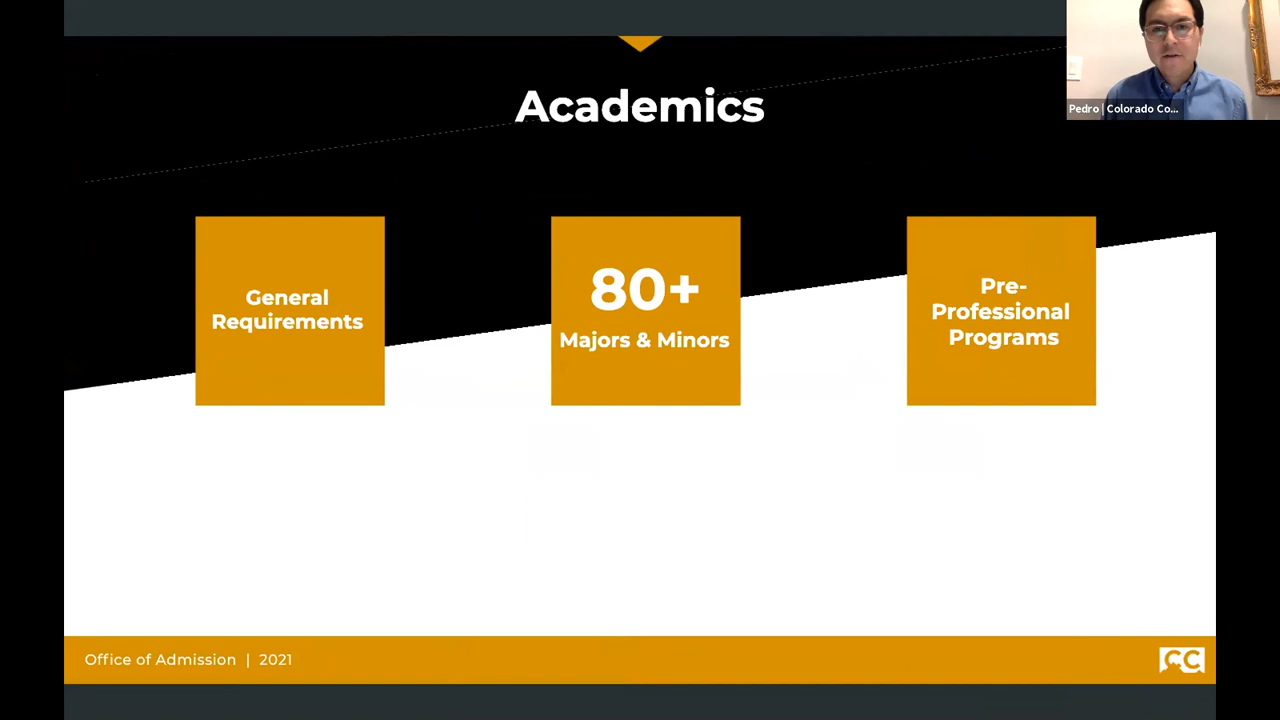 Academics
Pedro | Colorado Co...
General
Requirements
80+
Majors & Minors
Pre-
Professional
Programs
Office of Admission | 2021
CC